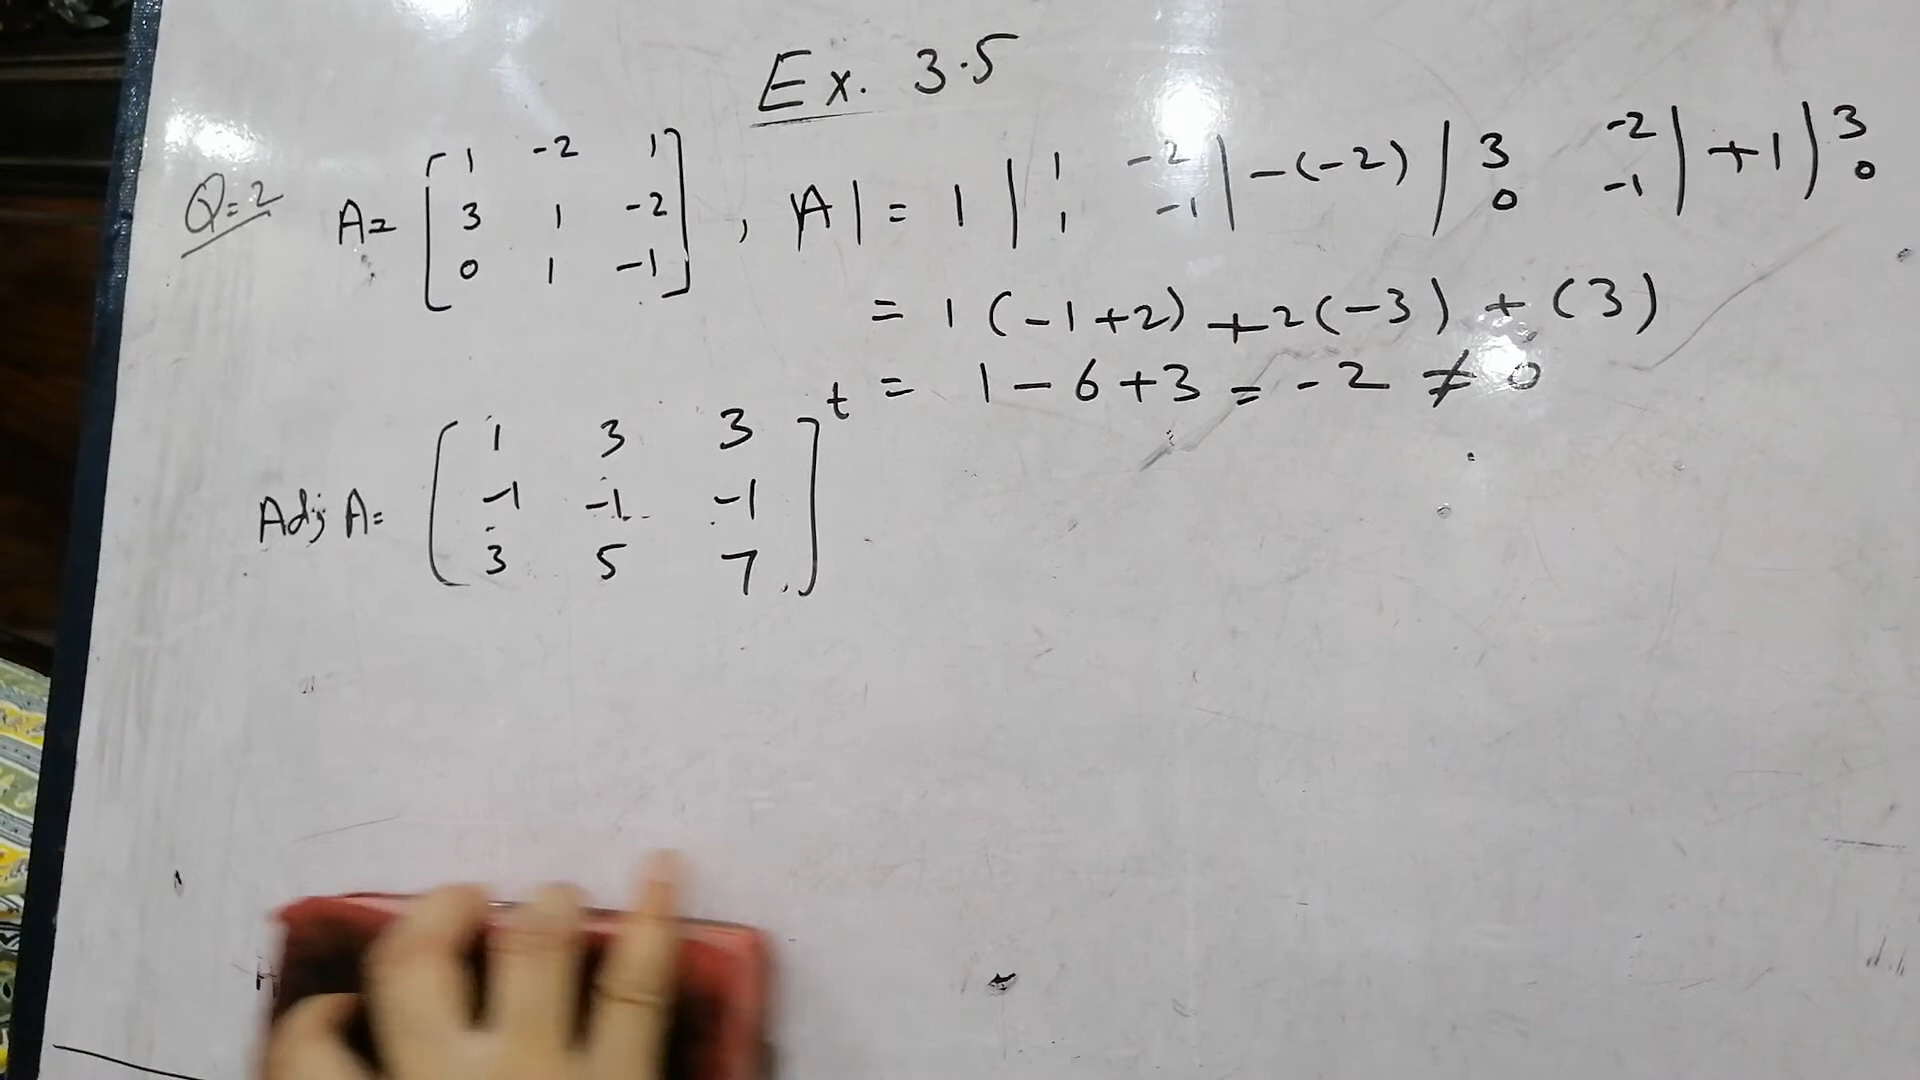 Ex. 3.5
Q=2 A= [1 -2 1; 3 1 -2; 0 1 -1], |A| = 1 |1 -2; 1 -1| -(-2) |3 -2; 0 -1| +1 |3; 0
= 1(-1+2) +2(-3) + (3)
= 1-6+3 = -2 ≠ 0
Adj A= [1 3 3; -1 -1 -1; 3 5 7]^t